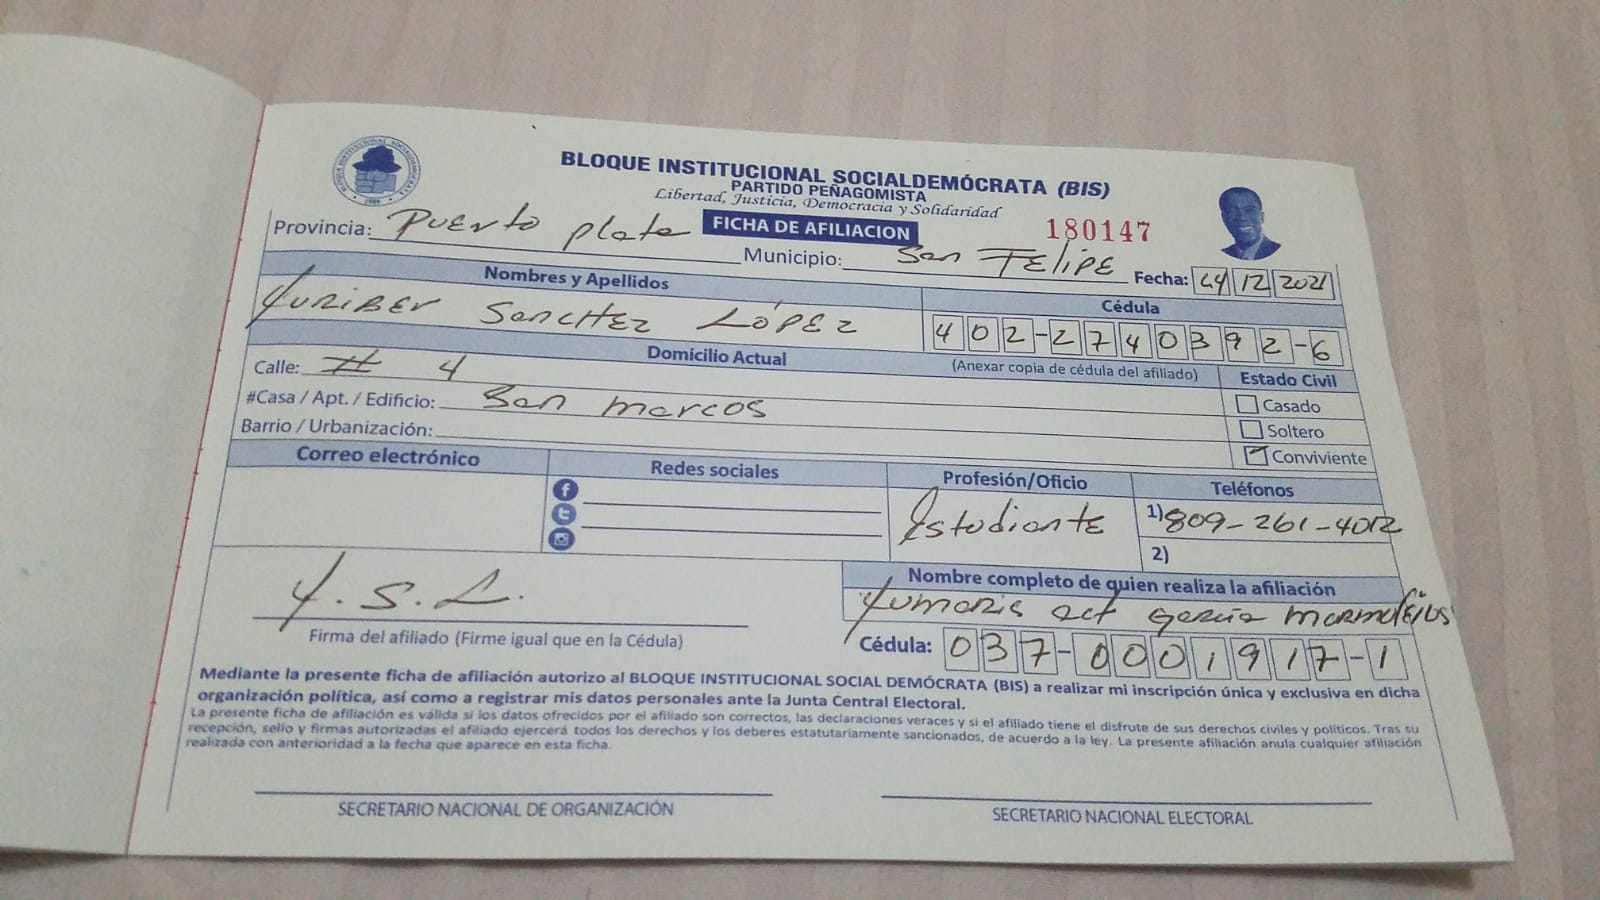 BLOQUE INSTITUCIONAL SOCIALDEMÓCRATA (BIS)
PARTIDO PEÑAGOMISTA
Libertad, Justicia, Democracia y Solidaridad
FICHA DE AFILIACION
180147
Provincia: Puerto Plata Municipio: San Felipe Fecha: 24/12/2021
Nombres y Apellidos
Yuriber Sanchez López
Cédula
402-2740392-6
(Anexar copia de cédula del afiliado)
Domicilio Actual
Calle: # 4
#Casa / Apt. / Edificio: San marcos
Barrio / Urbanización:
Estado Civil
Casado
Soltero
Conviviente
Correo electrónico
Redes sociales
Profesión/Oficio
Estudiante
Teléfonos
1) 809-261-4012
2)
Y.S.L.
Firma del afiliado (Firme igual que en la Cédula)
Nombre completo de quien realiza la afiliación
Yumaris García
Cédula: 037-0001917-1
Mediante la presente ficha de afiliación autorizo al BLOQUE INSTITUCIONAL SOCIAL DEMÓCRATA (BIS) a realizar mi inscripción única y exclusiva en dicha
organización política, así como a registrar mis datos personales ante la Junta Central Electoral.
La presente ficha de afiliación es válida si los datos ofrecidos por el afiliado son correctos, las declaraciones veraces y si el afiliado tiene el disfrute de sus derechos civiles y políticos. Tras su
recepción, sello y firmas autorizadas el afiliado ejercerá todos los derechos y los deberes estatutariamente sancionados, de acuerdo a la ley. La presente afiliación anula cualquier afiliación
realizada con anterioridad a la fecha que aparece en esta ficha.
SECRETARIO NACIONAL DE ORGANIZACIÓN
SECRETARIO NACIONAL ELECTORAL